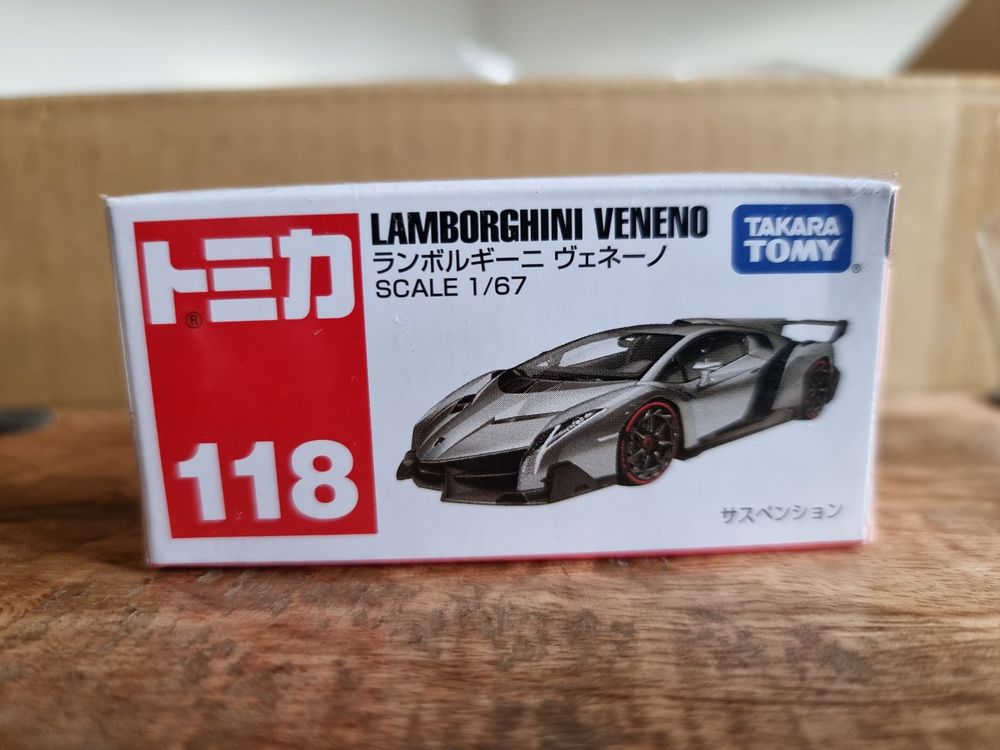 トミカ
®
118
LAMBORGHINI VENENO
ランボルギーニ ヴェネーノ
SCALE 1/67
TAKARA
TOMY
®
サスペンション